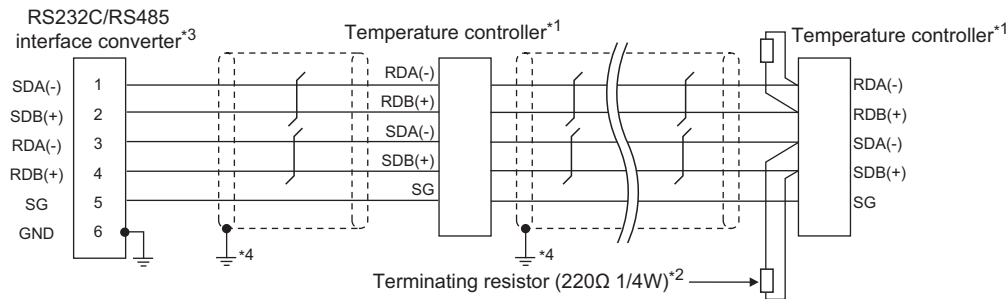 RS232C/RS485
interface converter*3
Temperature controller*1
Temperature controller*1
SDA(-) 1
SDB(+) 2
RDA(-) 3
RDB(+) 4
SG 5
GND 6
RDA(-)
RDB(+)
SDA(-)
SDB(+)
SG
RDA(-)
RDB(+)
SDA(-)
SDB(+)
SG
*4
*4
Terminating resistor (220Ω 1/4W)*2